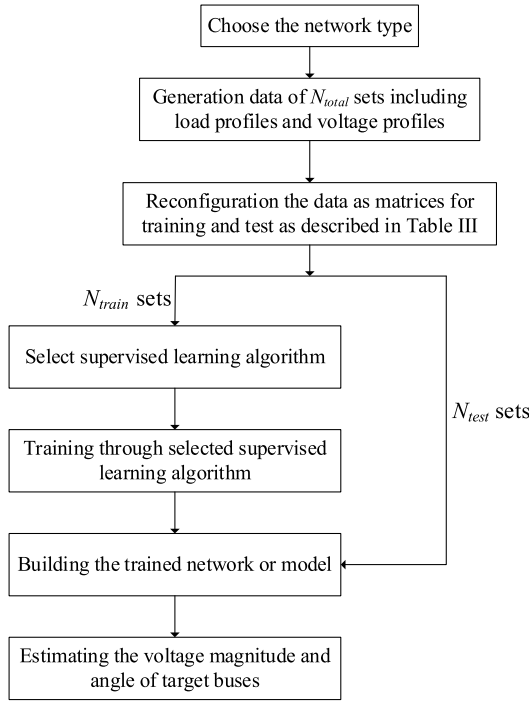 Choose the network type
Generation data of Ntotal sets including
load profiles and voltage profiles
Reconfiguration the data as matrices for
training and test as described in Table III
Ntrain sets
Select supervised learning algorithm
Ntest sets
Training through selected supervised
learning algorithm
Building the trained network or model
Estimating the voltage magnitude and
angle of target buses